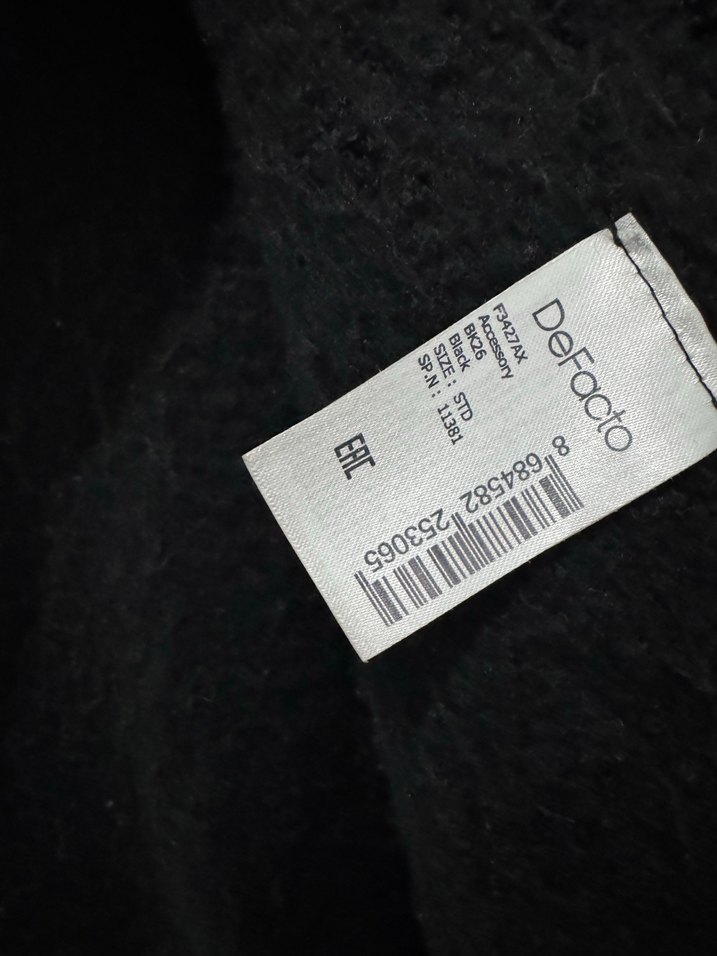 DeFacto
F3427AX
Accessory
BK26
Black
SIZE : STD
SP.N : 11381
EAC
8 684582 253065